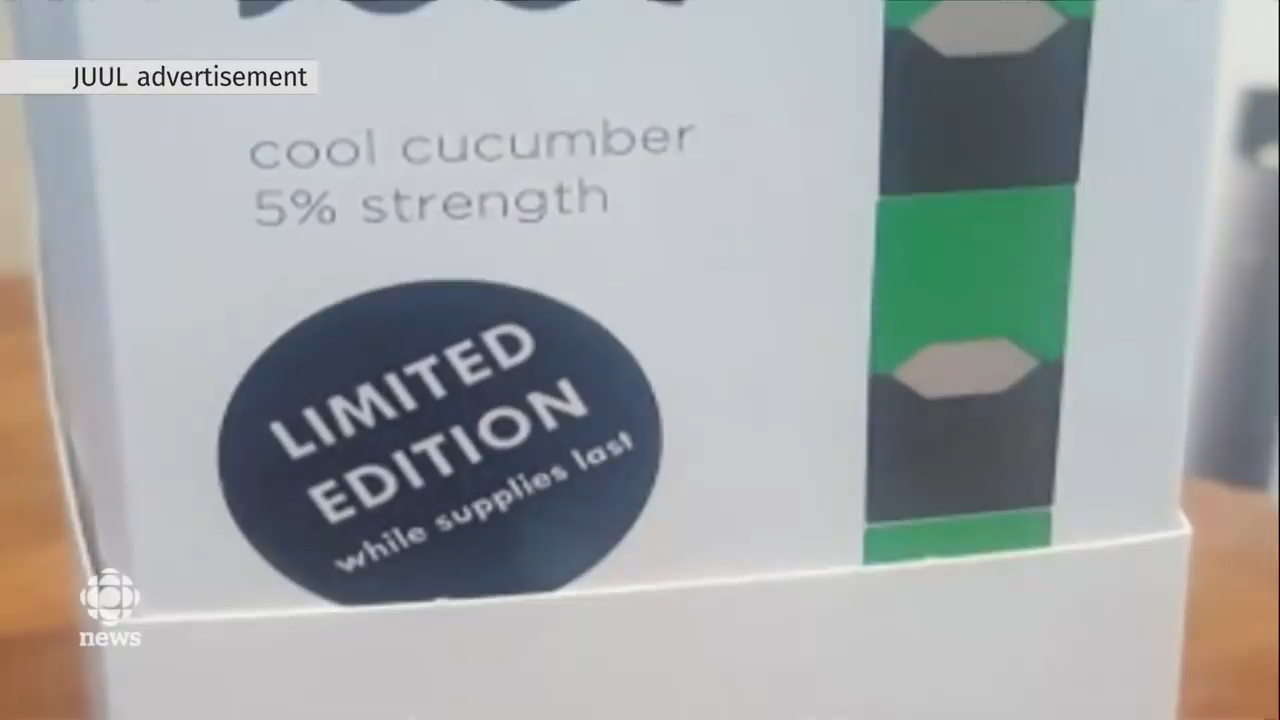 JUUL advertisement
cool cucumber
5% strength
LIMITED
EDITION
while supplies last
news